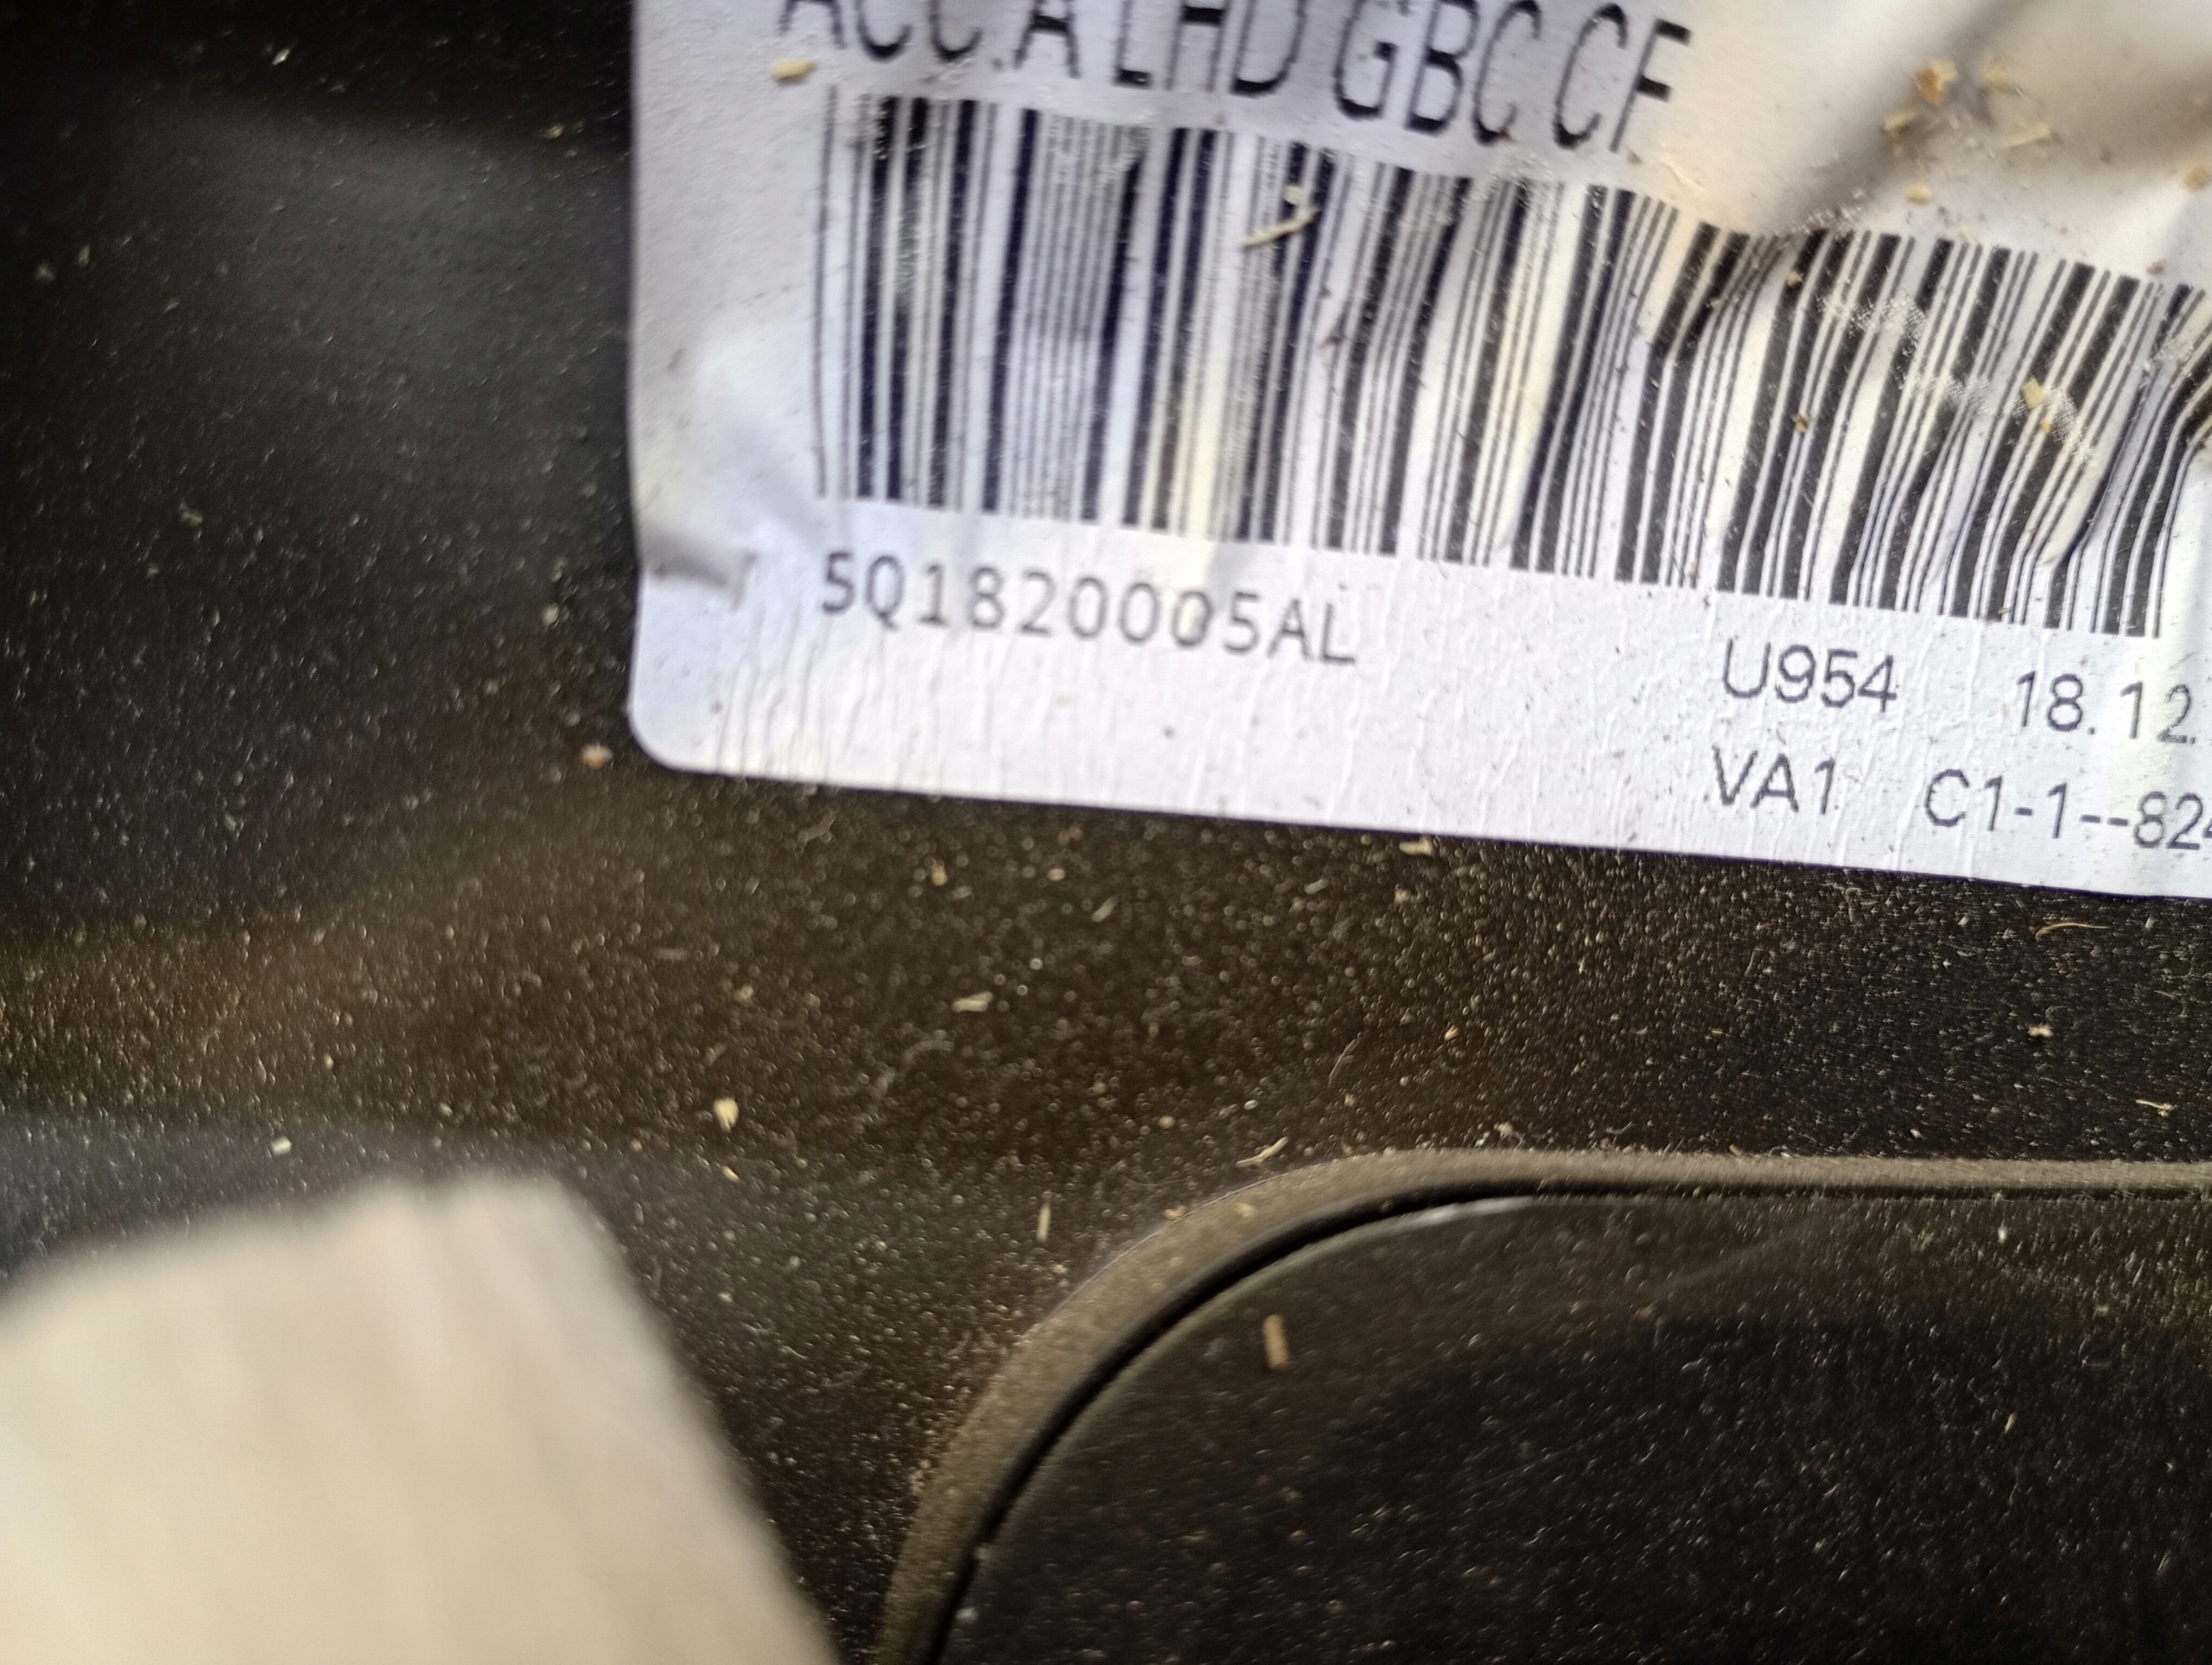 ACC.A LHD GBC CF
5Q1820005AL
U954 18.12.
VA1 C1-1--82